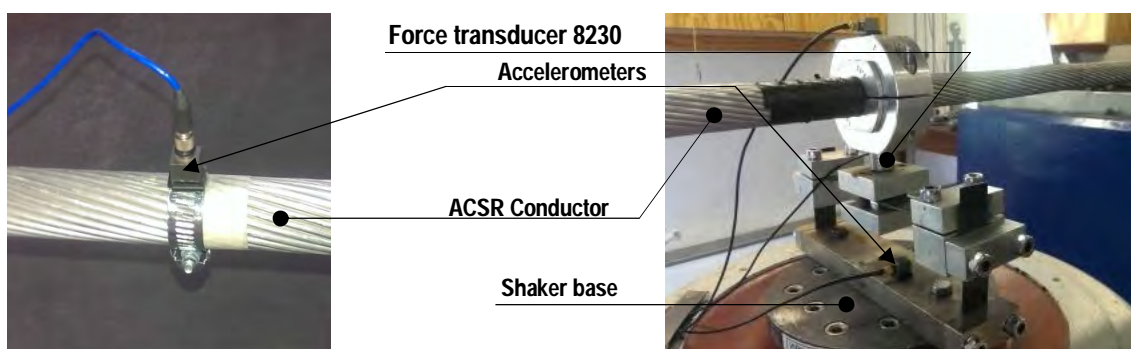 Force transducer 8230
Accelerometers
ACSR Conductor
Shaker base